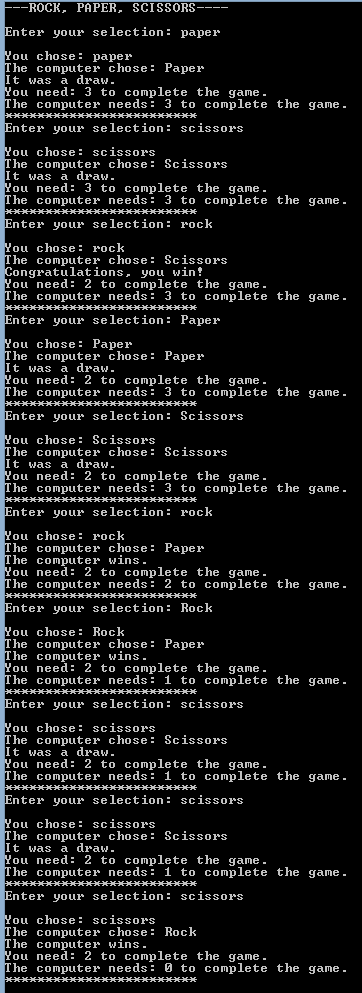 ---ROCK, PAPER, SCISSORS----
Enter your selection: paper
You chose: paper
The computer chose: Paper
It was a draw.
You need: 3 to complete the game.
The computer needs: 3 to complete the game.
************************
Enter your selection: scissors
You chose: scissors
The computer chose: Scissors
It was a draw.
You need: 3 to complete the game.
The computer needs: 3 to complete the game.
************************
Enter your selection: rock
You chose: rock
The computer chose: Scissors
Congratulations, you win!
You need: 2 to complete the game.
The computer needs: 3 to complete the game.
************************
Enter your selection: Paper
You chose: Paper
The computer chose: Paper
It was a draw.
You need: 2 to complete the game.
The computer needs: 3 to complete the game.
************************
Enter your selection: Scissors
You chose: Scissors
The computer chose: Scissors
It was a draw.
You need: 2 to complete the game.
The computer needs: 3 to complete the game.
************************
Enter your selection: rock
You chose: rock
The computer chose: Paper
The computer wins.
You need: 2 to complete the game.
The computer needs: 2 to complete the game.
************************
Enter your selection: Rock
You chose: Rock
The computer chose: Paper
The computer wins.
You need: 2 to complete the game.
The computer needs: 1 to complete the game.
************************
Enter your selection: scissors
You chose: scissors
The computer chose: Scissors
It was a draw.
You need: 2 to complete the game.
The computer needs: 1 to complete the game.
************************
Enter your selection: scissors
You chose: scissors
The computer chose: Scissors
It was a draw.
You need: 2 to complete the game.
The computer needs: 1 to complete the game.
************************
Enter your selection: scissors
You chose: scissors
The computer chose: Rock
The computer wins.
You need: 2 to complete the game.
The computer needs: 0 to complete the game.
************************